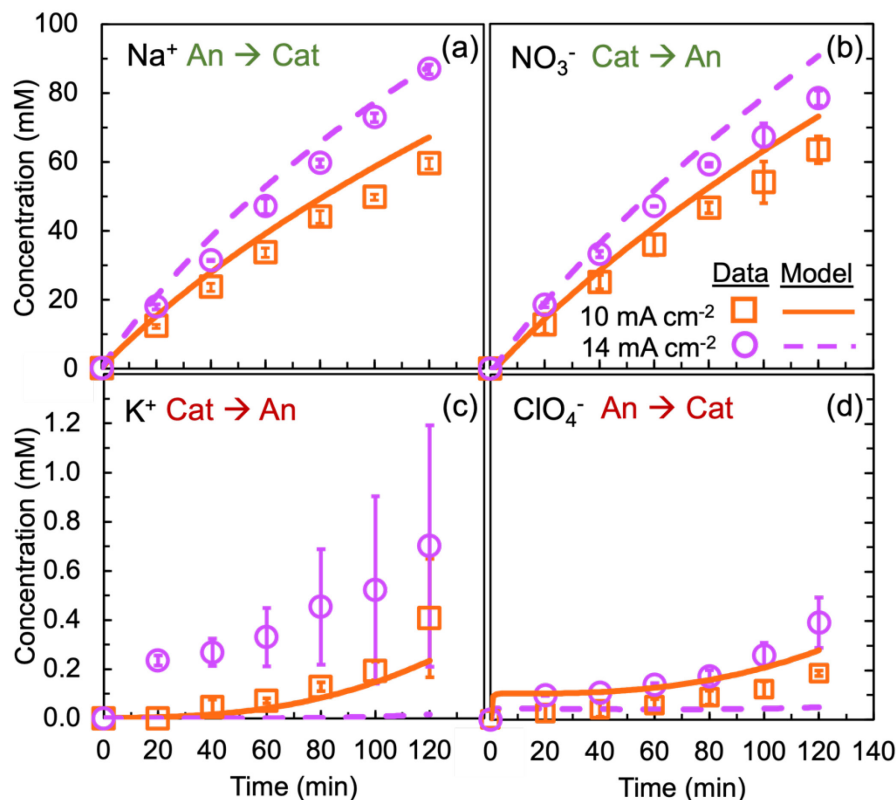 Na⁺ An → Cat (a)
NO₃⁻ Cat → An (b)
Concentration (mM)
100
80
60
40
20
0
Data Model
10 mA cm⁻²
14 mA cm⁻²
K⁺ Cat → An (c)
ClO₄⁻ An → Cat (d)
Concentration (mM)
1.2
1.0
0.8
0.6
0.4
0.2
0.0
0 20 40 60 80 100 120
0 20 40 60 80 100 120 140
Time (min)
Time (min)